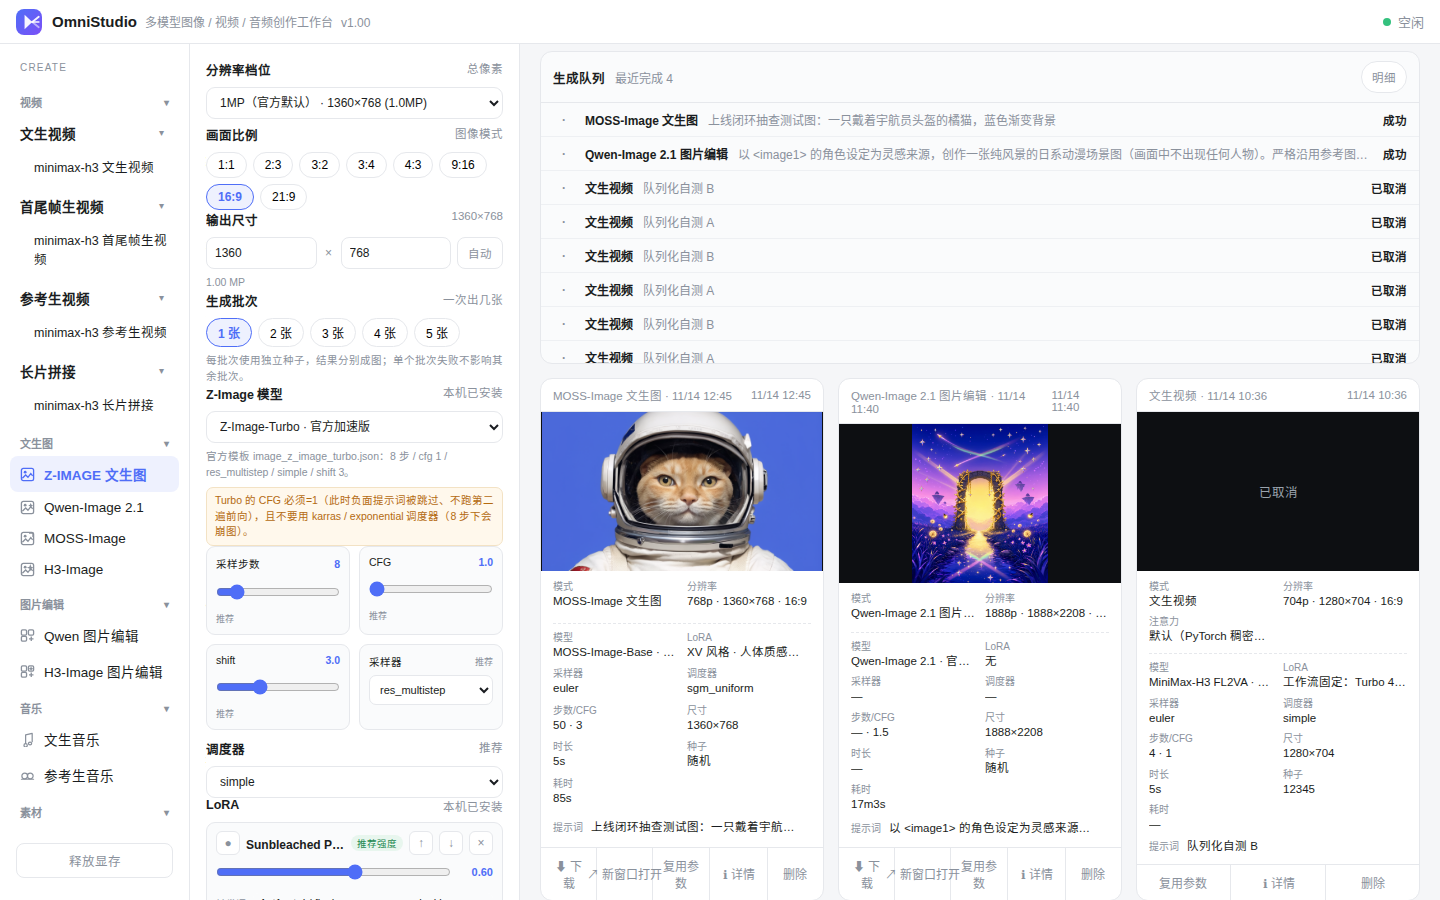 OmniStudio 多模型图像 / 视频 / 音频创作工作台 v1.00
空闲
CREATE
视频
文生视频
minimax-h3 文生视频
首尾帧生视频
minimax-h3 首尾帧生视
频
参考生视频
minimax-h3 参考生视频
长片拼接
minimax-h3 长片拼接
文生图
Z-IMAGE 文生图
Qwen-Image 2.1
MOSS-Image
H3-Image
图片编辑
Qwen 图片编辑
H3-Image 图片编辑
音乐
文生音乐
参考生音乐
素材
释放显存
分辨率档位 总像素
1MP（官方默认） · 1360×768 (1.0MP)
画面比例 图像模式
1:1 2:3 3:2 3:4 4:3 9:16
16:9 21:9
输出尺寸 1360×768
1360 × 768 自动
1.00 MP
生成批次 一次出几张
1 张 2 张 3 张 4 张 5 张
每批次使用独立种子，结果分别成图；单个批次失败不影响其
余批次。
Z-Image 模型 本机已安装
Z-Image-Turbo · 官方加速版
官方模板 image_z_image_turbo.json：8 步 / cfg 1 /
res_multistep / simple / shift 3。
Turbo 的 CFG 必须=1（此时负面提示词被跳过、不跑第二
遍前向），且不要用 karras / exponential 调度器（8 步下会
崩图）。
采样步数 8 CFG 1.0
推荐 推荐
shift 3.0 采样器 推荐
res_multistep
推荐
调度器 推荐
simple
LoRA 本机已安装
● Sunbleached P... 推荐强度 ↑ ↓ ×
0.60
生成队列 最近完成 4 明细
· MOSS-Image 文生图 上线闭环抽查测试图：一只戴着宇航员头盔的橘猫，蓝色渐变背景 成功
· Qwen-Image 2.1 图片编辑 以 <image1> 的角色设定为灵感来源，创作一张纯风景的日系动漫场景图（画面中不出现任何人物）。严格沿用参考图... 成功
· 文生视频 队列化自测 B 已取消
· 文生视频 队列化自测 A 已取消
· 文生视频 队列化自测 B 已取消
· 文生视频 队列化自测 A 已取消
· 文生视频 队列化自测 B 已取消
· 文生视频 队列化自测 A 已取消
MOSS-Image 文生图 · 11/14 12:45 11/14 12:45
模式 分辨率
MOSS-Image 文生图 768p · 1360×768 · 16:9
模型 LoRA
MOSS-Image-Base · ... XV 风格 · 人体质感...
采样器 调度器
euler sgm_uniform
步数/CFG 尺寸
50 · 3 1360×768
时长 种子
5s 随机
耗时
85s
提示词 上线闭环抽查测试图：一只戴着宇航...
⬇ 下载 ↗ 新窗口打开 复用参数 ℹ 详情 删除
Qwen-Image 2.1 图片编辑 · 11/14 11:40 11/14 11:40
模式 分辨率
Qwen-Image 2.1 图片... 1888p · 1888×2208 · ...
模型 LoRA
Qwen-Image 2.1 · 官... 无
采样器 调度器
— —
步数/CFG 尺寸
— · 1.5 1888×2208
时长 种子
— 随机
耗时
17m3s
提示词 以 <image1> 的角色设定为灵感来源...
⬇ 下载 ↗ 新窗口打开 复用参数 ℹ 详情 删除
文生视频 · 11/14 10:36 11/14 10:36
已取消
模式 分辨率
文生视频 704p · 1280×704 · 16:9
注意力
默认（PyTorch 稠密...
模型 LoRA
MiniMax-H3 FL2VA · ... 工作流固定：Turbo 4...
采样器 调度器
euler simple
步数/CFG 尺寸
4 · 1 1280×704
时长 种子
5s 12345
耗时
—
提示词 队列化自测 B
复用参数 ℹ 详情 删除